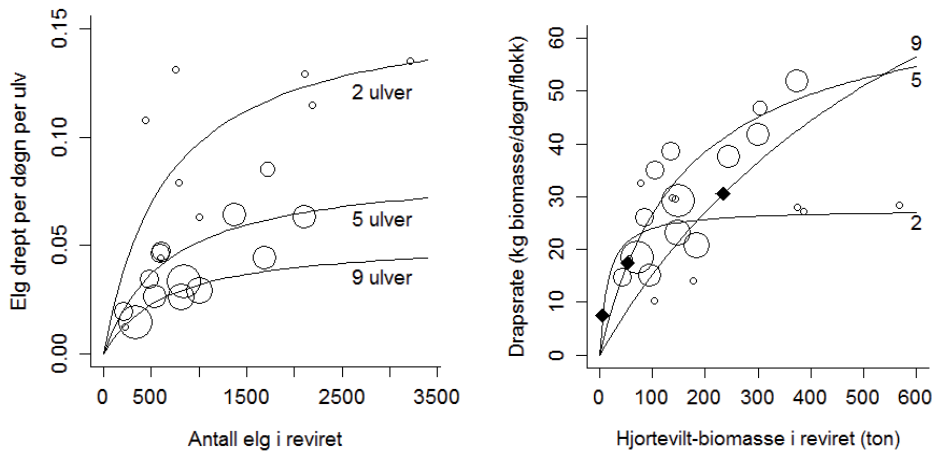 Elg drept per døgn per ulv
0.15
0.10
0.05
0.00
2 ulver
5 ulver
9 ulver
0 500 1500 2500 3500
Antall elg i reviret
Drapsrate (kg biomasse/døgn/flokk)
60
50
40
30
20
10
0
9
5
2
0 100 200 300 400 500 600
Hjortevilt-biomasse i reviret (ton)